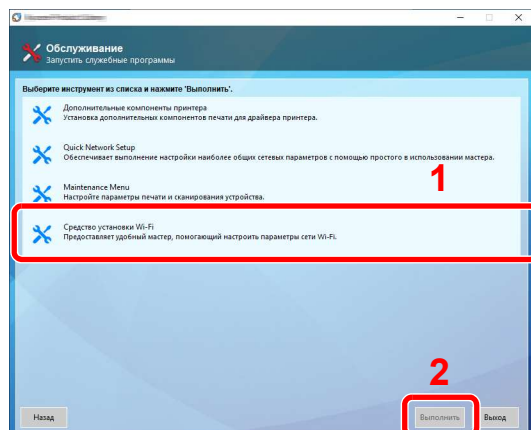 Обслуживание
Запустить служебные программы
Выберите инструмент из списка и нажмите 'Выполнить'.
Дополнительные компоненты принтера
Установка дополнительных компонентов печати для драйвера принтера.
Quick Network Setup
Обеспечивает выполнение настройки наиболее общих сетевых параметров с помощью простого в использовании мастера.
1
Maintenance Menu
Настройте параметры печати и сканирования устройства.
Средство установки Wi-Fi
Предоставляет удобный мастер, помогающий настроить параметры сети Wi-Fi.
2
Назад
Выполнить
Выход